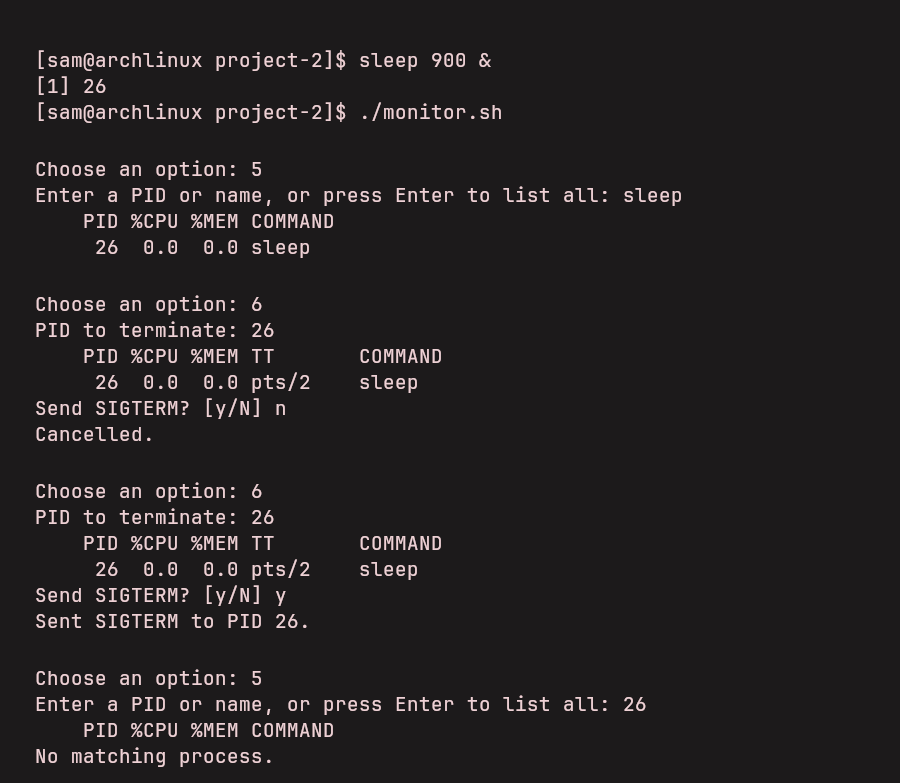 [sam@archlinux project-2]$ sleep 900 &
[1] 26
[sam@archlinux project-2]$ ./monitor.sh
Choose an option: 5
Enter a PID or name, or press Enter to list all: sleep
    PID %CPU %MEM COMMAND
     26  0.0  0.0 sleep
Choose an option: 6
PID to terminate: 26
    PID %CPU %MEM TT       COMMAND
     26  0.0  0.0 pts/2    sleep
Send SIGTERM? [y/N] n
Cancelled.
Choose an option: 6
PID to terminate: 26
    PID %CPU %MEM TT       COMMAND
     26  0.0  0.0 pts/2    sleep
Send SIGTERM? [y/N] y
Sent SIGTERM to PID 26.
Choose an option: 5
Enter a PID or name, or press Enter to list all: 26
    PID %CPU %MEM COMMAND
No matching process.